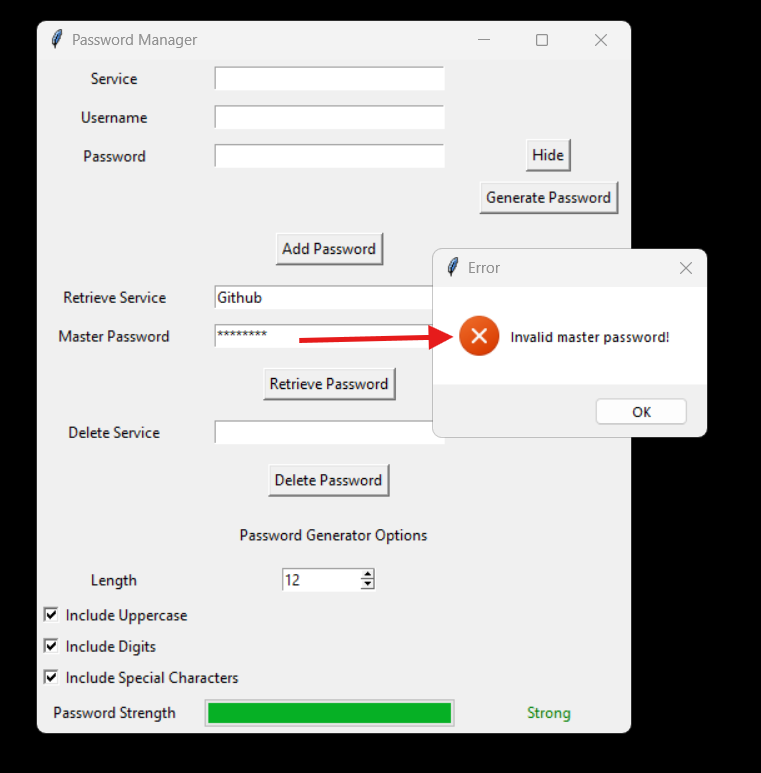 Password Manager
Service
Username
Password
Hide
Generate Password
Add Password
Error
Retrieve Service Github
Master Password ********
Invalid master password!
Retrieve Password
OK
Delete Service
Delete Password
Password Generator Options
Length 12
Include Uppercase
Include Digits
Include Special Characters
Password Strength Strong